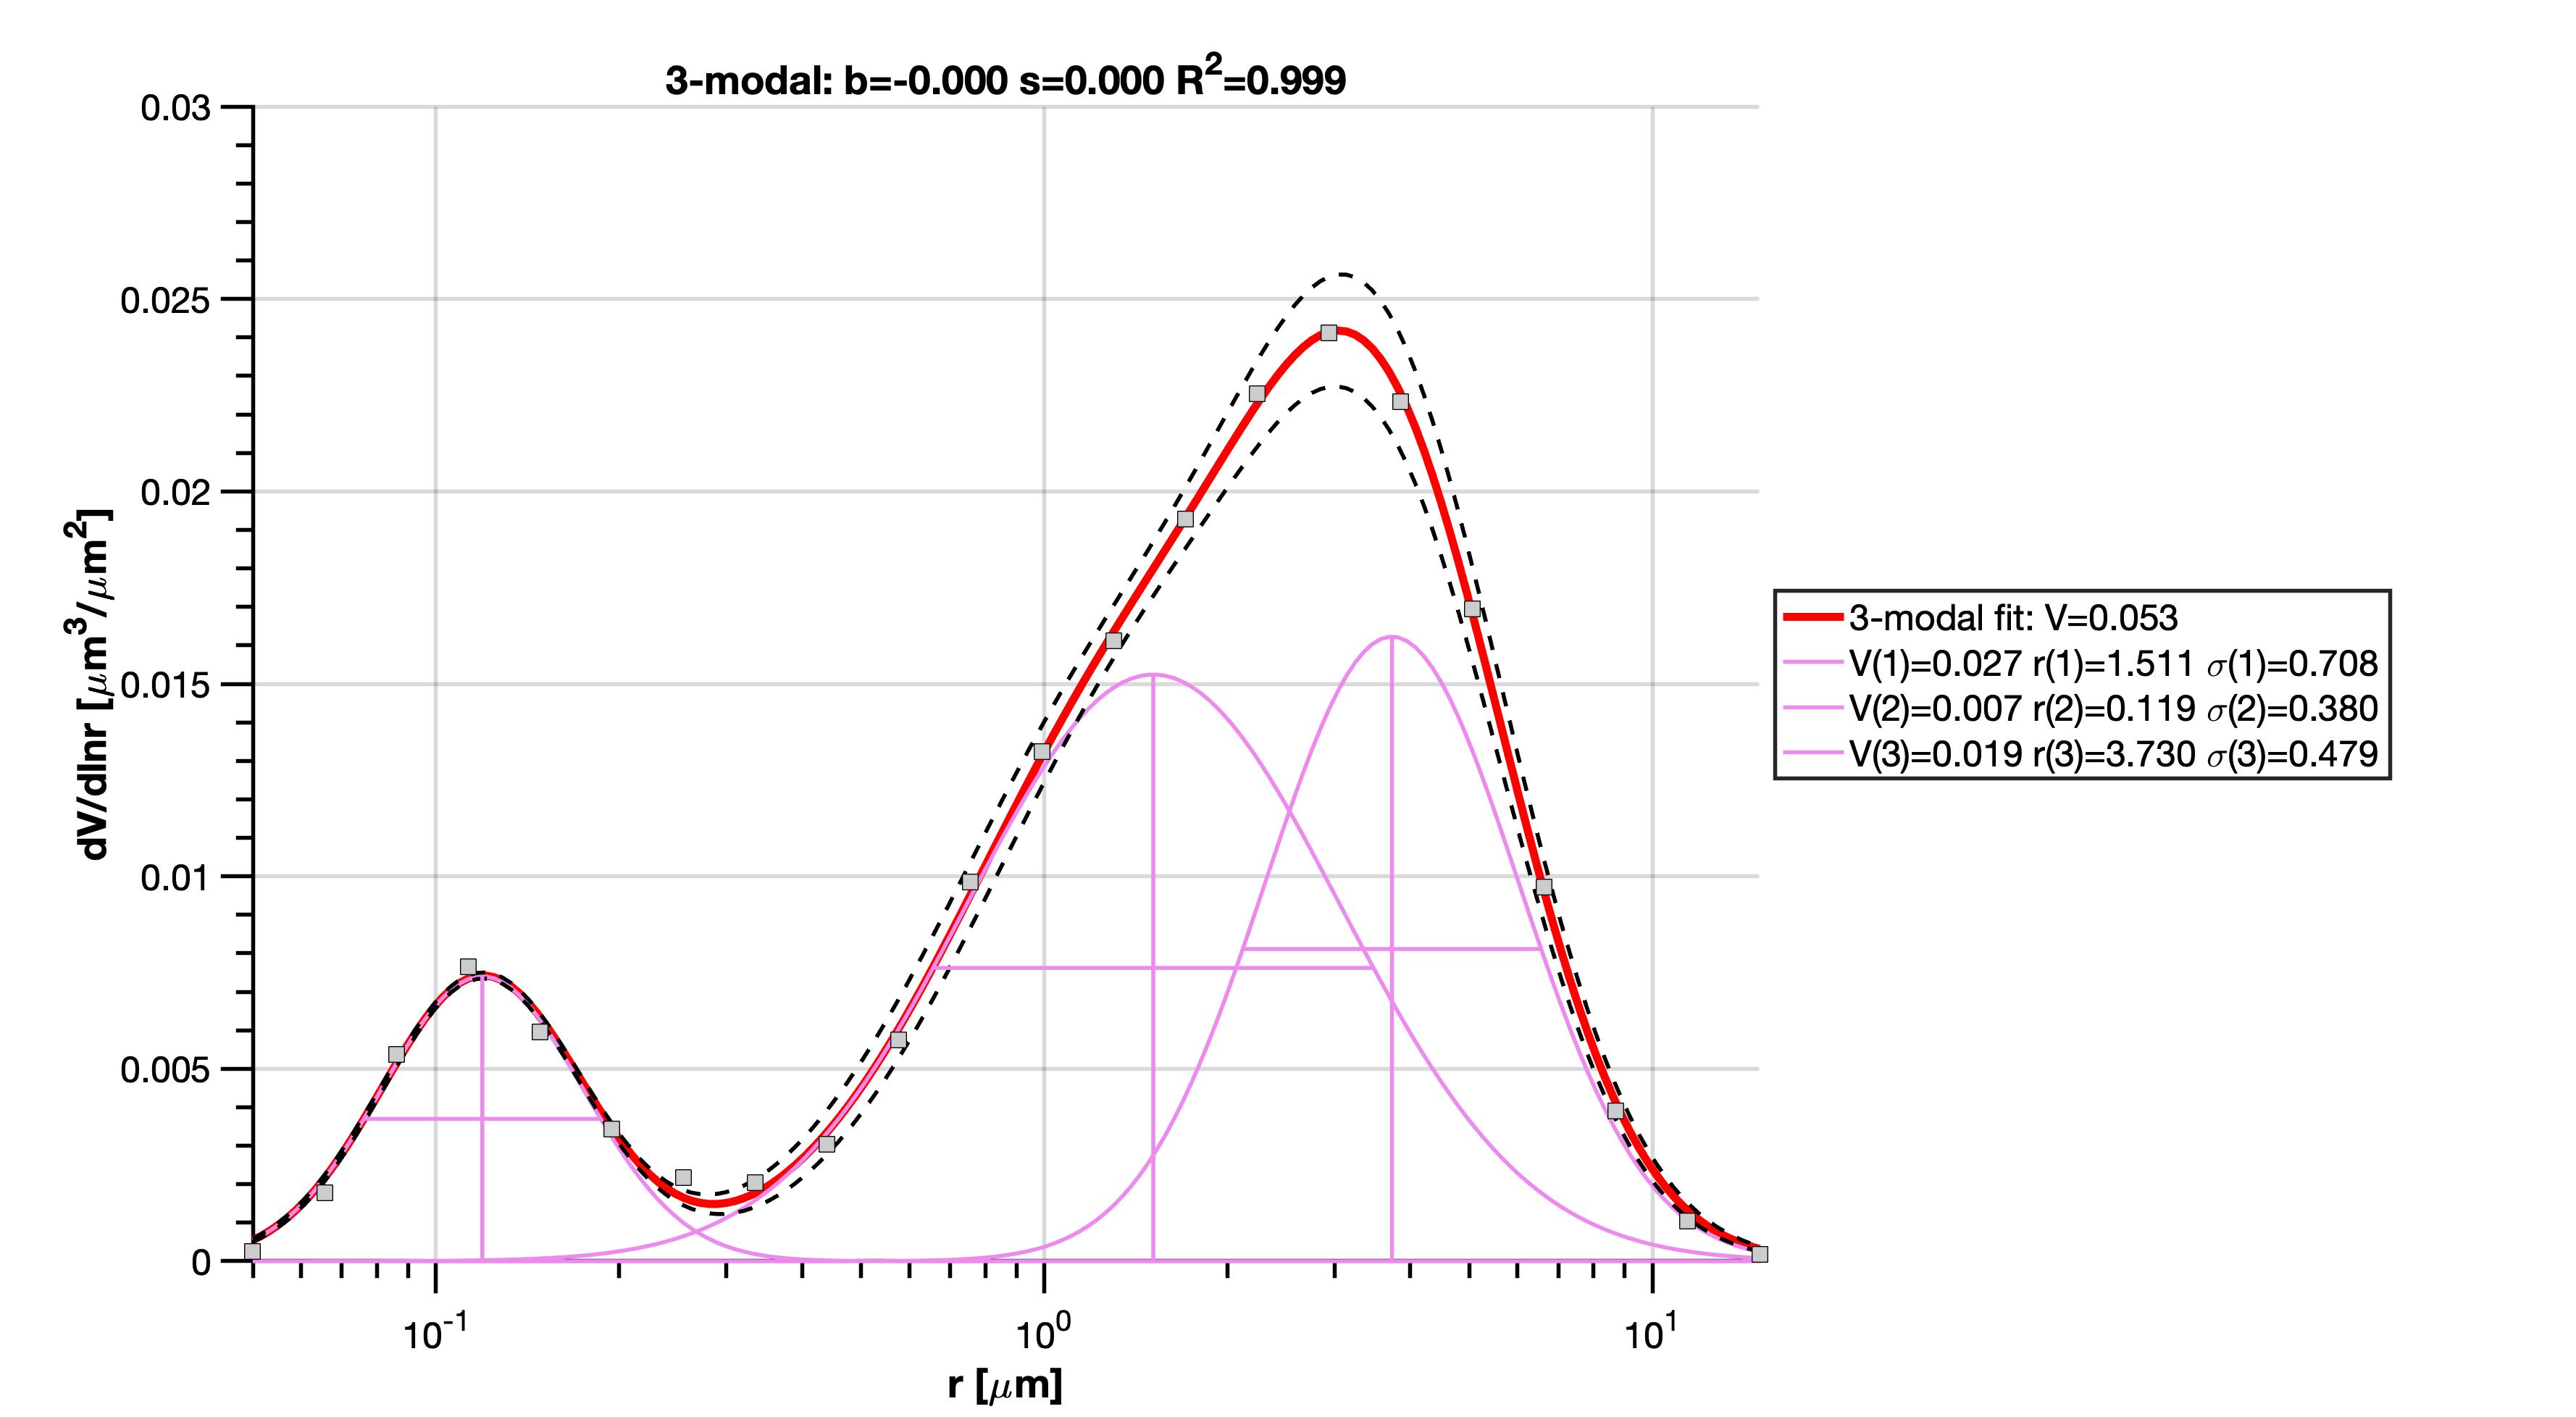 3-modal: b=-0.000 s=0.000 R²=0.999
0.03
0.025
0.02
0.015
0.01
0.005
0
dV/dlnr [μm³/μm²]
3-modal fit: V=0.053
V(1)=0.027 r(1)=1.511 σ(1)=0.708
V(2)=0.007 r(2)=0.119 σ(2)=0.380
V(3)=0.019 r(3)=3.730 σ(3)=0.479
10⁻¹ 10⁰ 10¹
r [μm]